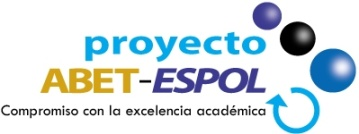 proyecto
ABET-ESPOL
Compromiso con la excelencia académica